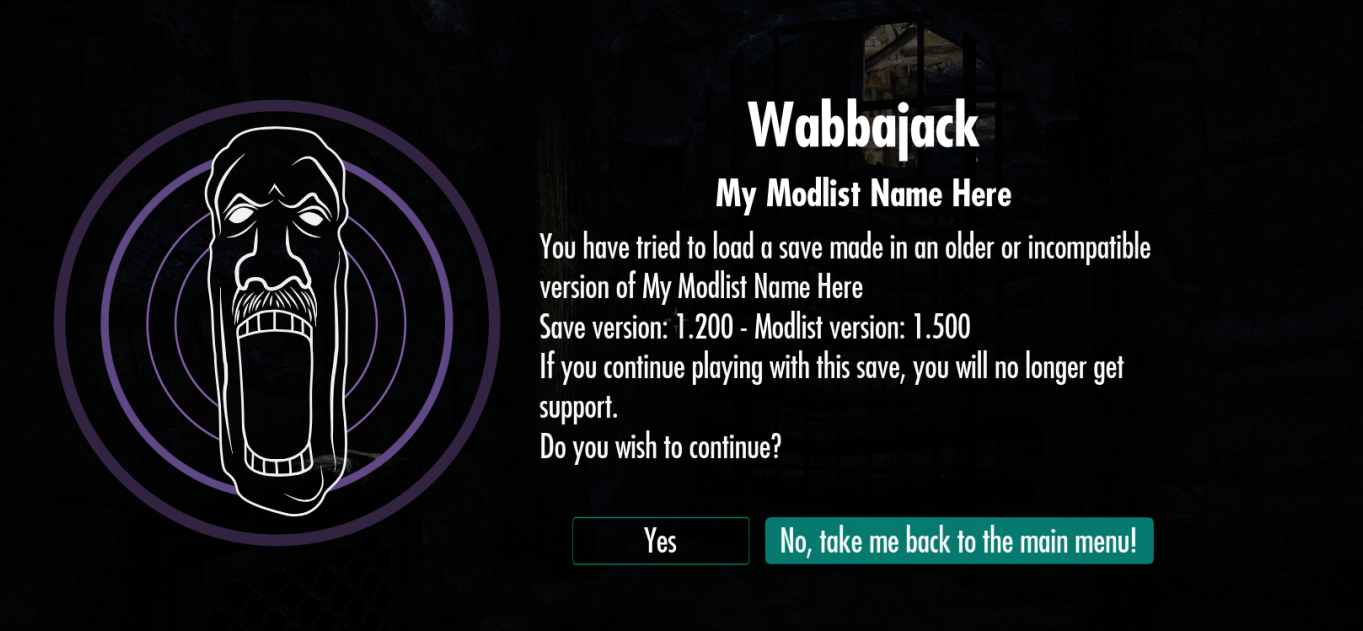 Wabbajack
My Modlist Name Here
You have tried to load a save made in an older or incompatible
version of My Modlist Name Here
Save version: 1.200 - Modlist version: 1.500
If you continue playing with this save, you will no longer get
support.
Do you wish to continue?
Yes
No, take me back to the main menu!